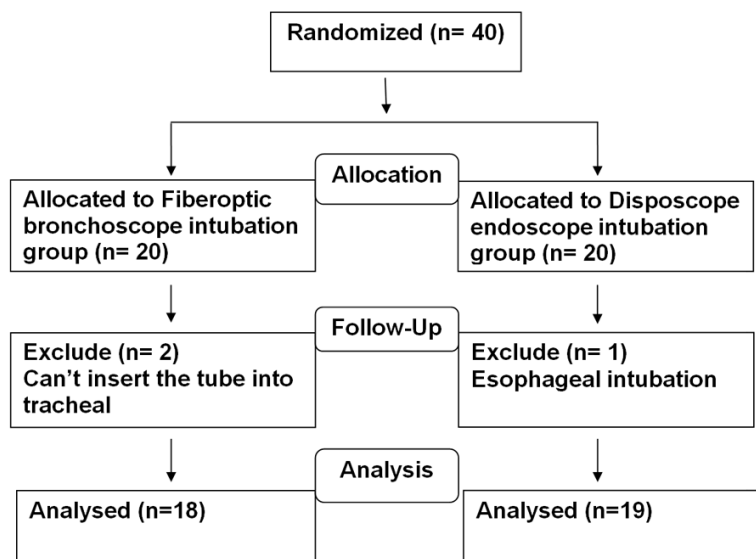 Randomized (n= 40)
Allocation
Allocated to Fiberoptic
bronchoscope intubation
group (n= 20)
Allocated to Disposcope
endoscope intubation
group (n= 20)
Follow-Up
Exclude (n= 2)
Can’t insert the tube into
tracheal
Exclude (n= 1)
Esophageal intubation
Analysis
Analysed (n=18)
Analysed (n=19)